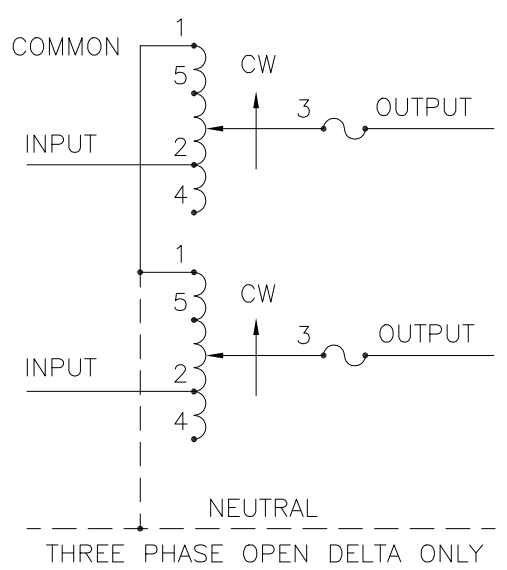 1
COMMON
5
CW
3
OUTPUT
INPUT
2
4
1
5
CW
3
OUTPUT
INPUT
2
4
NEUTRAL
THREE PHASE OPEN DELTA ONLY